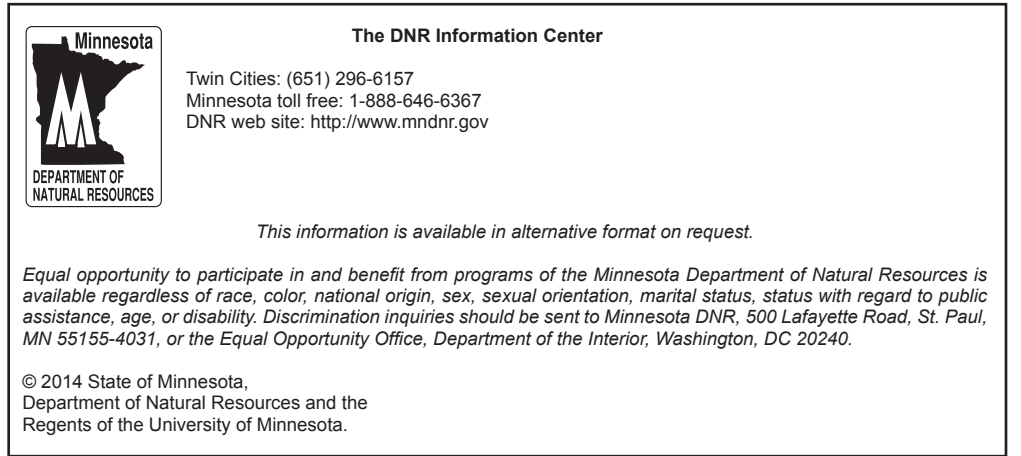 Minnesota
DEPARTMENT OF
NATURAL RESOURCES
The DNR Information Center
Twin Cities: (651) 296-6157
Minnesota toll free: 1-888-646-6367
DNR web site: http://www.mndnr.gov
This information is available in alternative format on request.
Equal opportunity to participate in and benefit from programs of the Minnesota Department of Natural Resources is
available regardless of race, color, national origin, sex, sexual orientation, marital status, status with regard to public
assistance, age, or disability. Discrimination inquiries should be sent to Minnesota DNR, 500 Lafayette Road, St. Paul,
MN 55155-4031, or the Equal Opportunity Office, Department of the Interior, Washington, DC 20240.
© 2014 State of Minnesota,
Department of Natural Resources and the
Regents of the University of Minnesota.